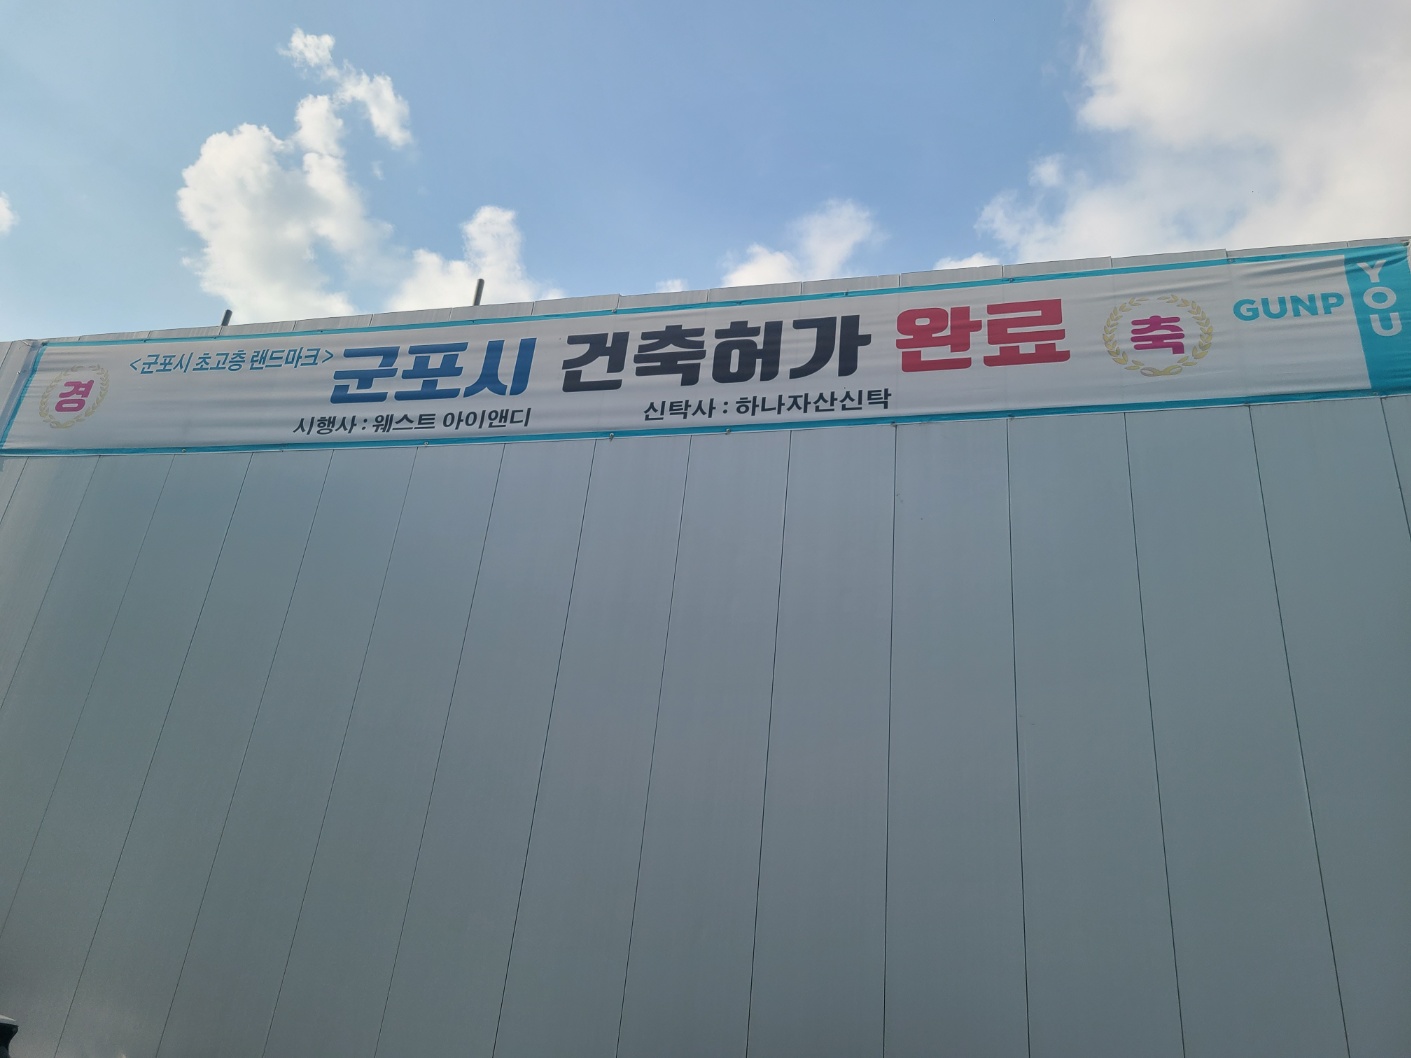 경
<군포시 초고층 랜드마크>
군포시 건축허가 완료
시행사 : 웨스트 아이앤디
신탁사 : 하나자산신탁
축
GUNP
YOU